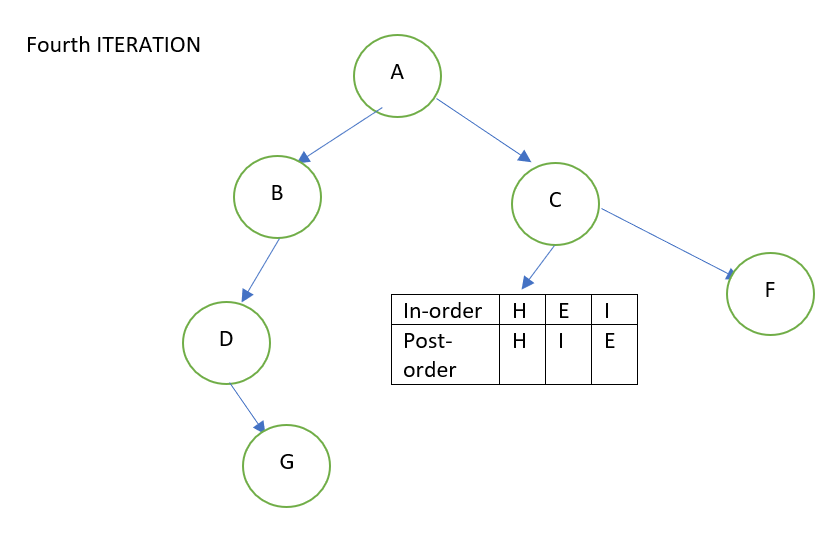 Fourth ITERATION
A
B
C
F
In-order H E I
Post-order H I E
D
G